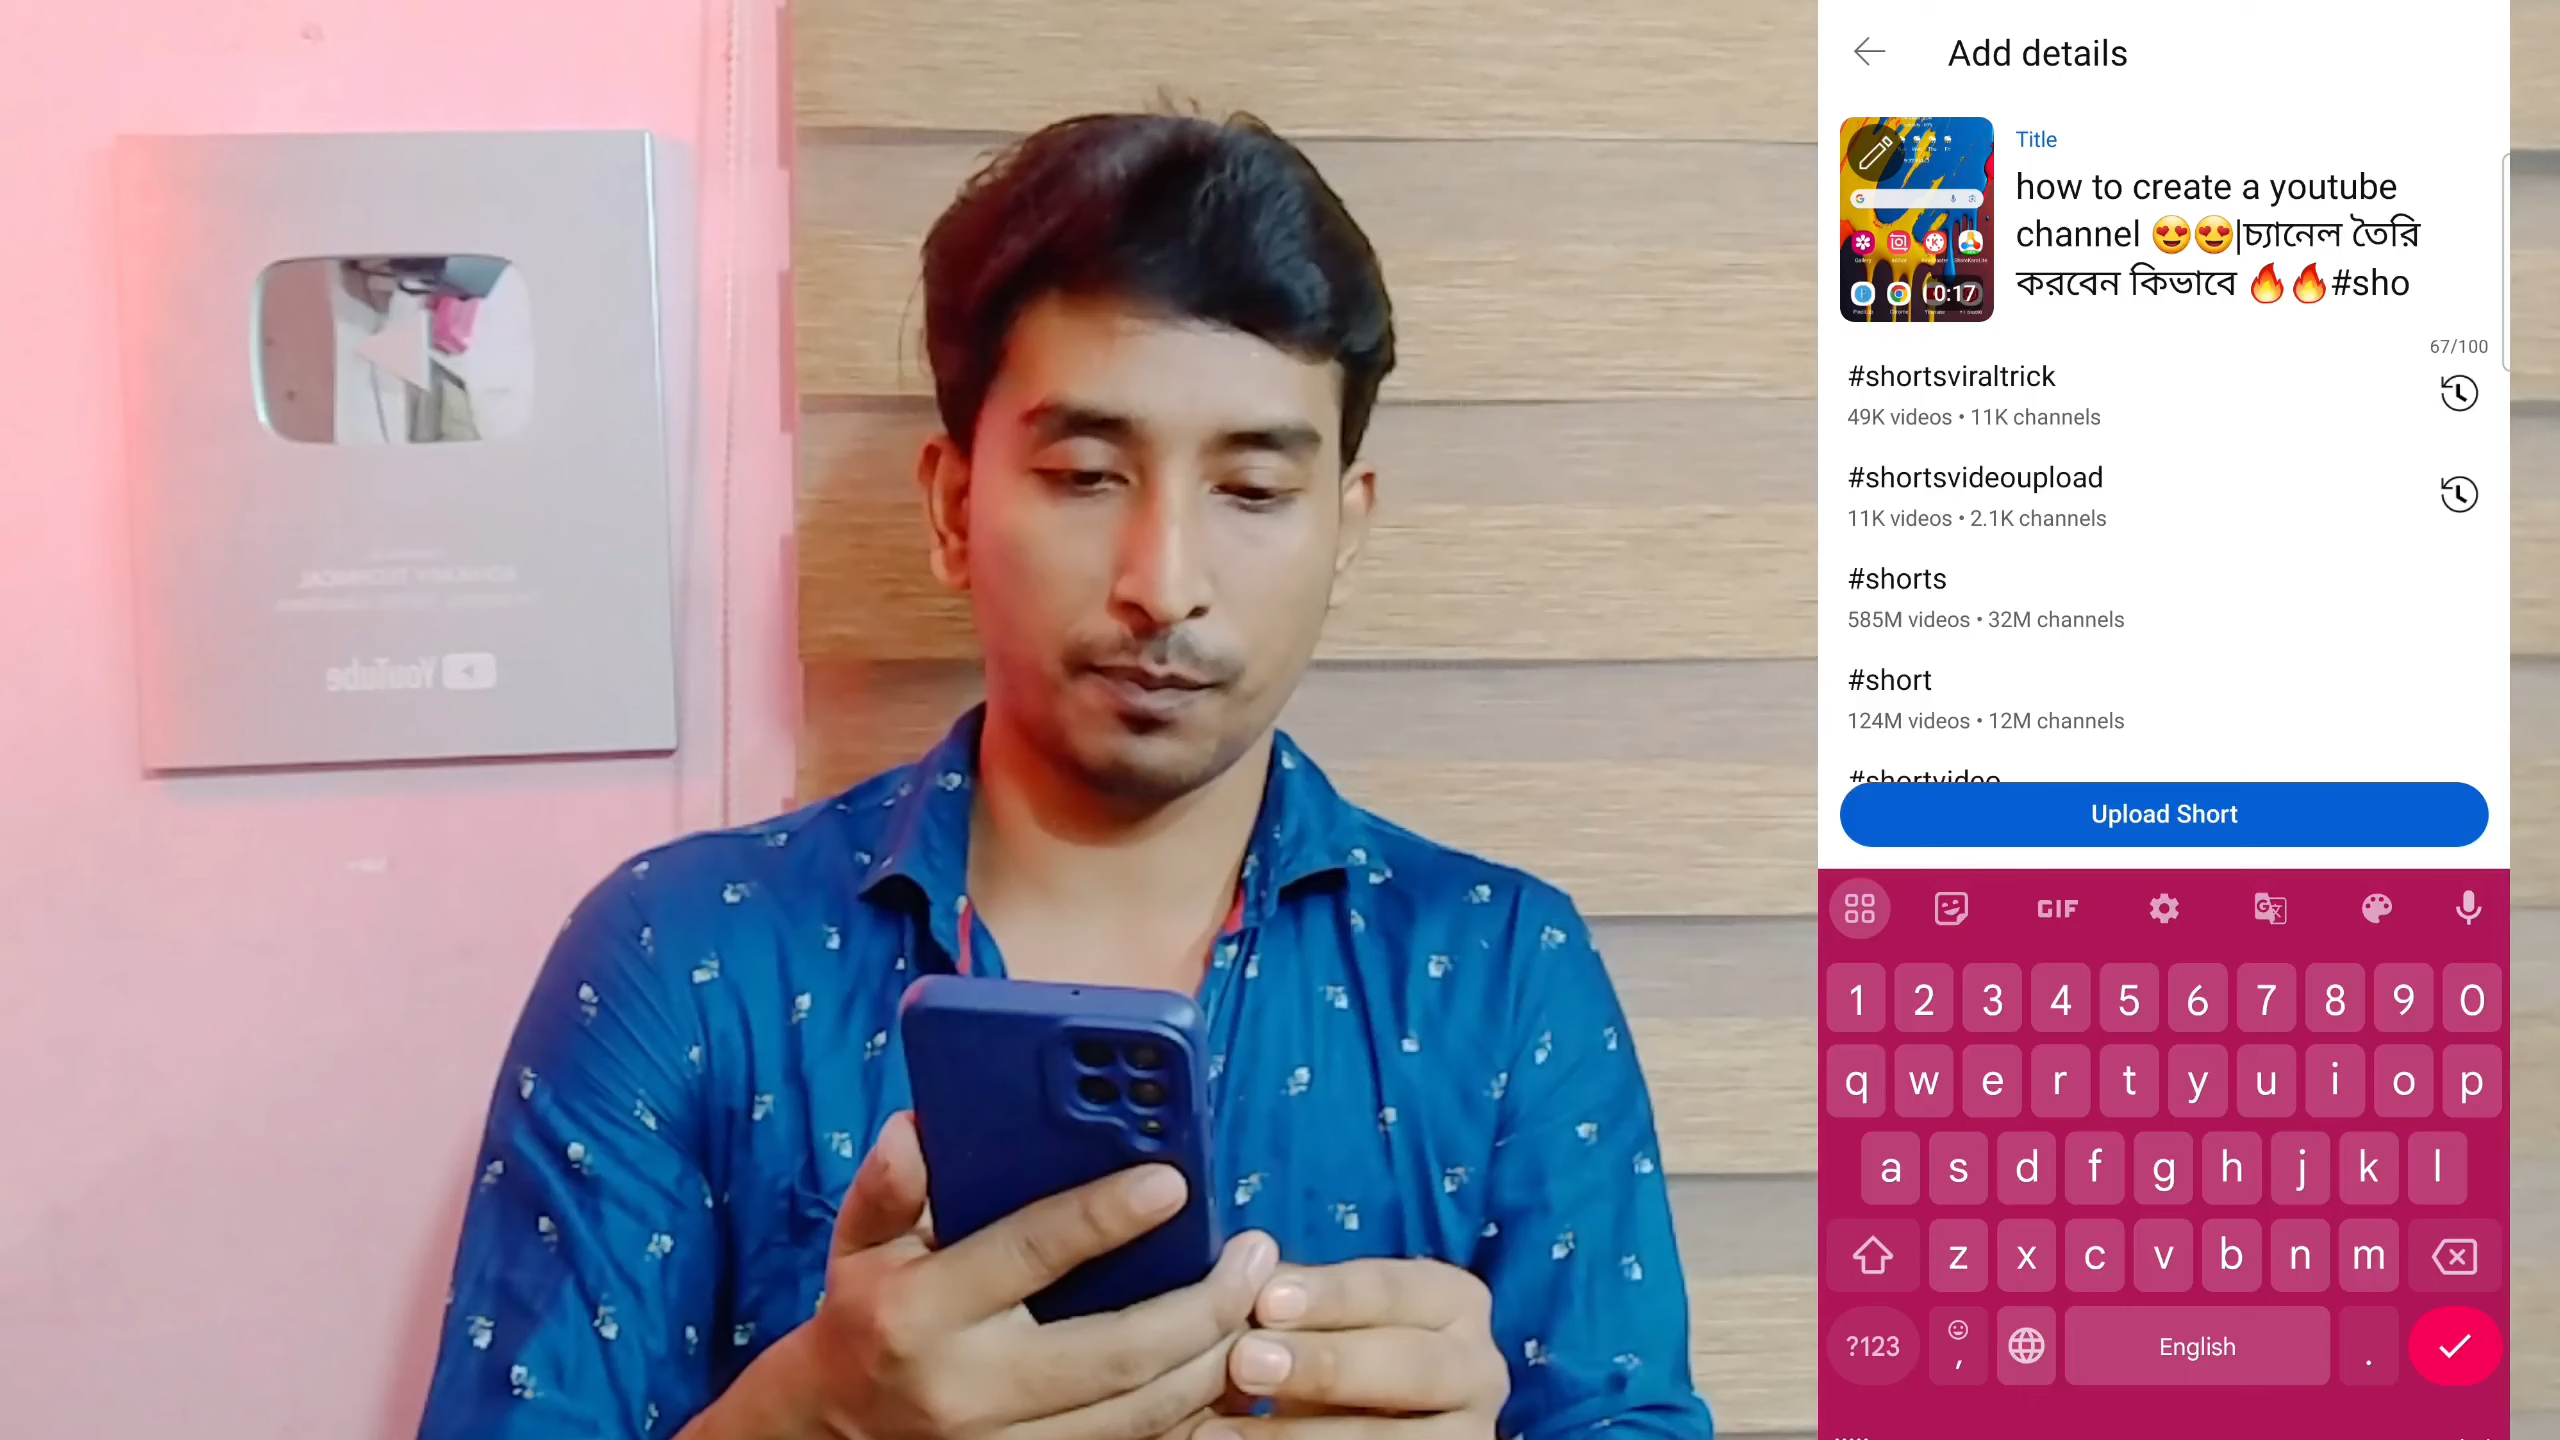 YouTube
Add details
Title
how to create a youtube
channel 😍😍|চ্যানেল তৈরি
করবেন কিভাবে 🔥🔥#sho
0:17
67/100
#shortsviraltrick
49K videos • 11K channels
#shortsvideoupload
11K videos • 2.1K channels
#shorts
585M videos • 32M channels
#short
124M videos • 12M channels
#shortvideo
Upload Short
GIF
1 2 3 4 5 6 7 8 9 0
q w e r t y u i o p
a s d f g h j k l
z x c v b n m
?123 , English .